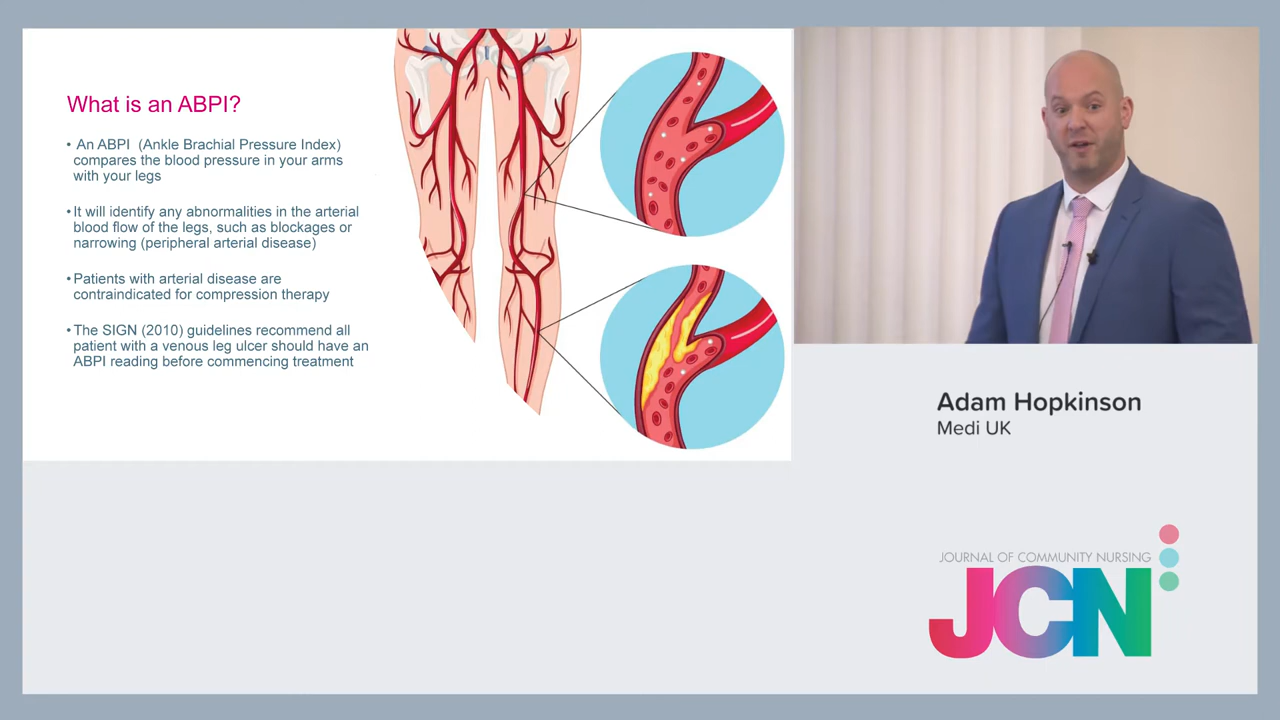 What is an ABPI?
• An ABPI (Ankle Brachial Pressure Index)
compares the blood pressure in your arms
with your legs
•It will identify any abnormalities in the arterial
blood flow of the legs, such as blockages or
narrowing (peripheral arterial disease)
•Patients with arterial disease are
contraindicated for compression therapy
•The SIGN (2010) guidelines recommend all
patient with a venous leg ulcer should have an
ABPI reading before commencing treatment
Adam Hopkinson
Medi UK
JOURNAL OF COMMUNITY NURSING
JCN